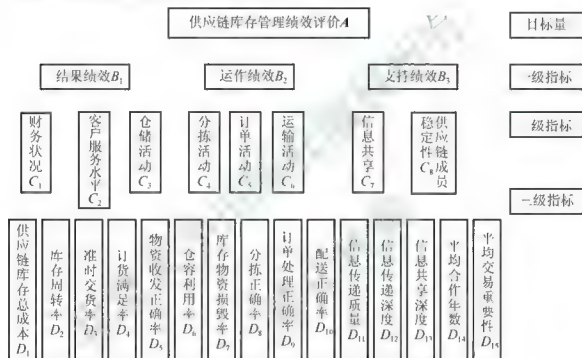 供应链库存管理绩效评价A
目标量
结果绩效B₁
运作绩效B₂
支持绩效B₃
一级指标
财务状况C₁
客户服务水平C₂
仓储活动C₃
分拣活动C₄
订单活动C₅
运输活动C₆
信息共享C₇
供应链成员稳定性C₈
级指标
三级指标
供应链库存总成本D₁
库存周转率D₂
准时交货率D₃
订货满足率D₄
物资收发正确率D₅
仓容利用率D₆
库存物资损毁率D₇
分拣正确率D₈
订单处理正确率D₉
配送正确率D₁₀
信息传递质量D₁₁
信息传递深度D₁₂
信息共享深度D₁₃
平均合作年数D₁₄
平均交易重要性D₁₅